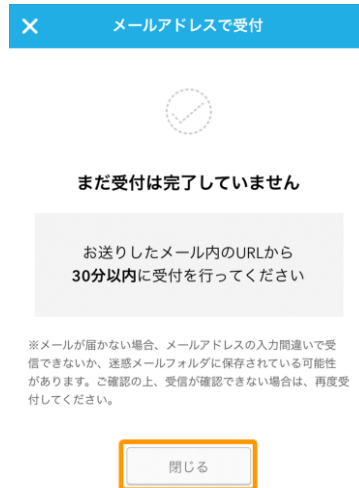 × メールアドレスで受付
まだ受付は完了していません
お送りしたメール内のURLから
30分以内に受付を行ってください
※メールが届かない場合、メールアドレスの入力間違いで受
信できないか、迷惑メールフォルダに保存されている可能性
があります。ご確認の上、受信が確認できない場合は、再度受
付してください。
閉じる